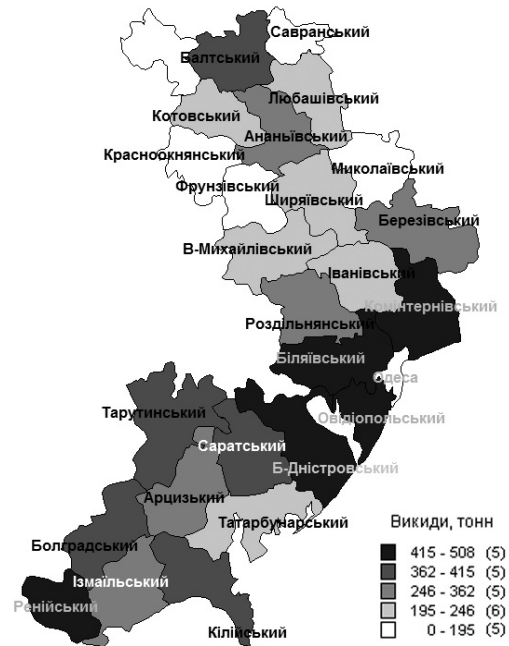 Савранський
Балтський
Любашівський
Котовський
Ананьївський
Красноокнянський
Миколаївський
Фрунзівський
Ширяївський
Березівський
В-Михайлівський
Іванівський
Комінтернівський
Роздільнянський
Біляївський
Одеса
Овідіопольський
Тарутинський
Саратський
Б-Дністровський
Арцизький
Татарбунарський
Болградський
Ізмаїльський
Ренійський
Кілійський
Викиди, тонн
415 - 508 (5)
362 - 415 (5)
246 - 362 (5)
195 - 246 (6)
0 - 195 (5)